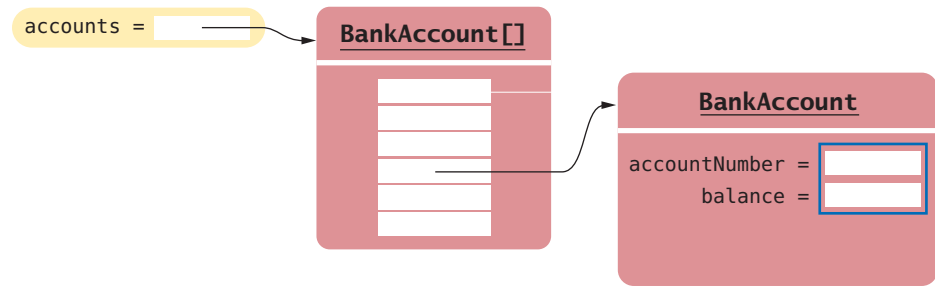 accounts =
BankAccount[]
BankAccount
accountNumber =
balance =